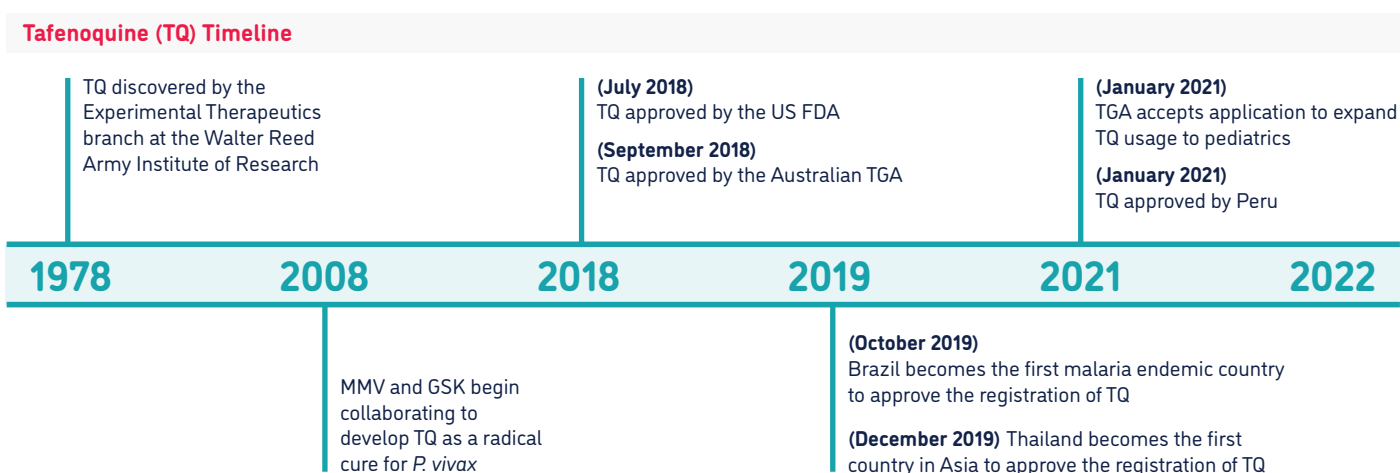 Tafenoquine (TQ) Timeline
TQ discovered by the
Experimental Therapeutics
branch at the Walter Reed
Army Institute of Research
(July 2018)
TQ approved by the US FDA
(September 2018)
TQ approved by the Australian TGA
(January 2021)
TGA accepts application to expand
TQ usage to pediatrics
(January 2021)
TQ approved by Peru
1978 2008 2018 2019 2021 2022
MMV and GSK begin
collaborating to
develop TQ as a radical
cure for P. vivax
(October 2019)
Brazil becomes the first malaria endemic country
to approve the registration of TQ
(December 2019) Thailand becomes the first
country in Asia to approve the registration of TQ